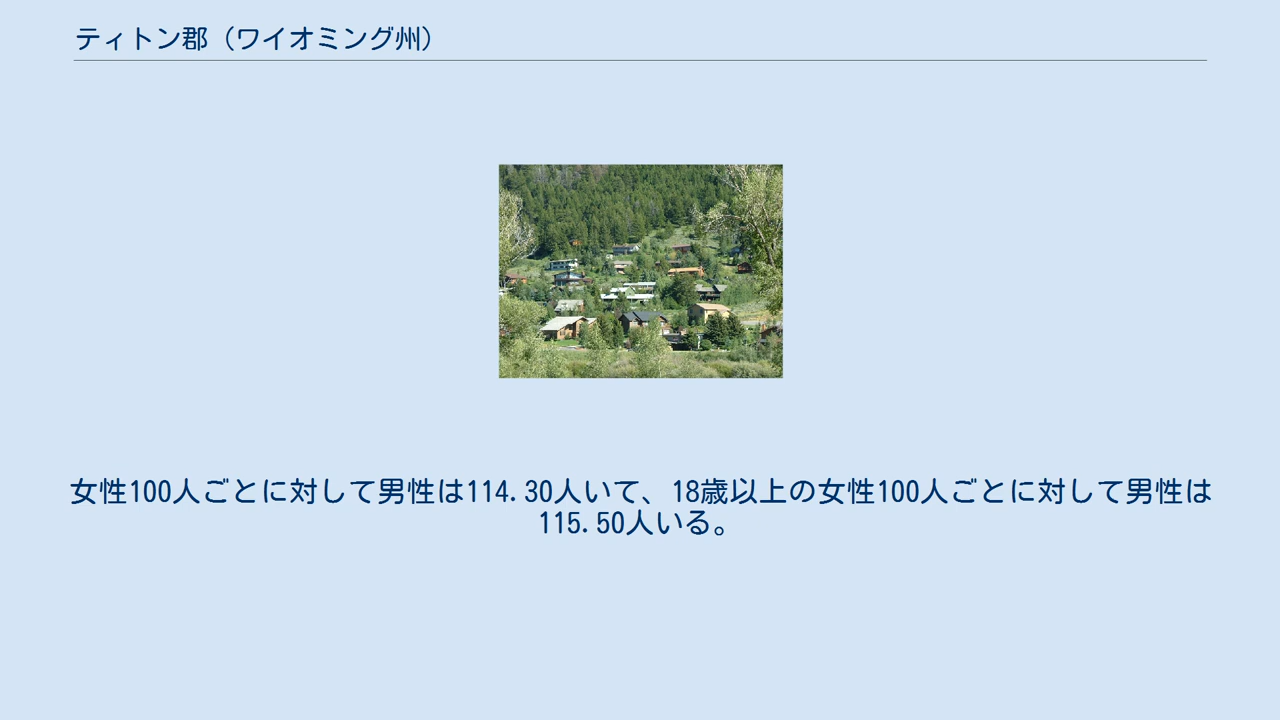 ティトン郡（ワイオミング州）
女性100人ごとに対して男性は114.30人いて、18歳以上の女性100人ごとに対して男性は
115.50人いる。